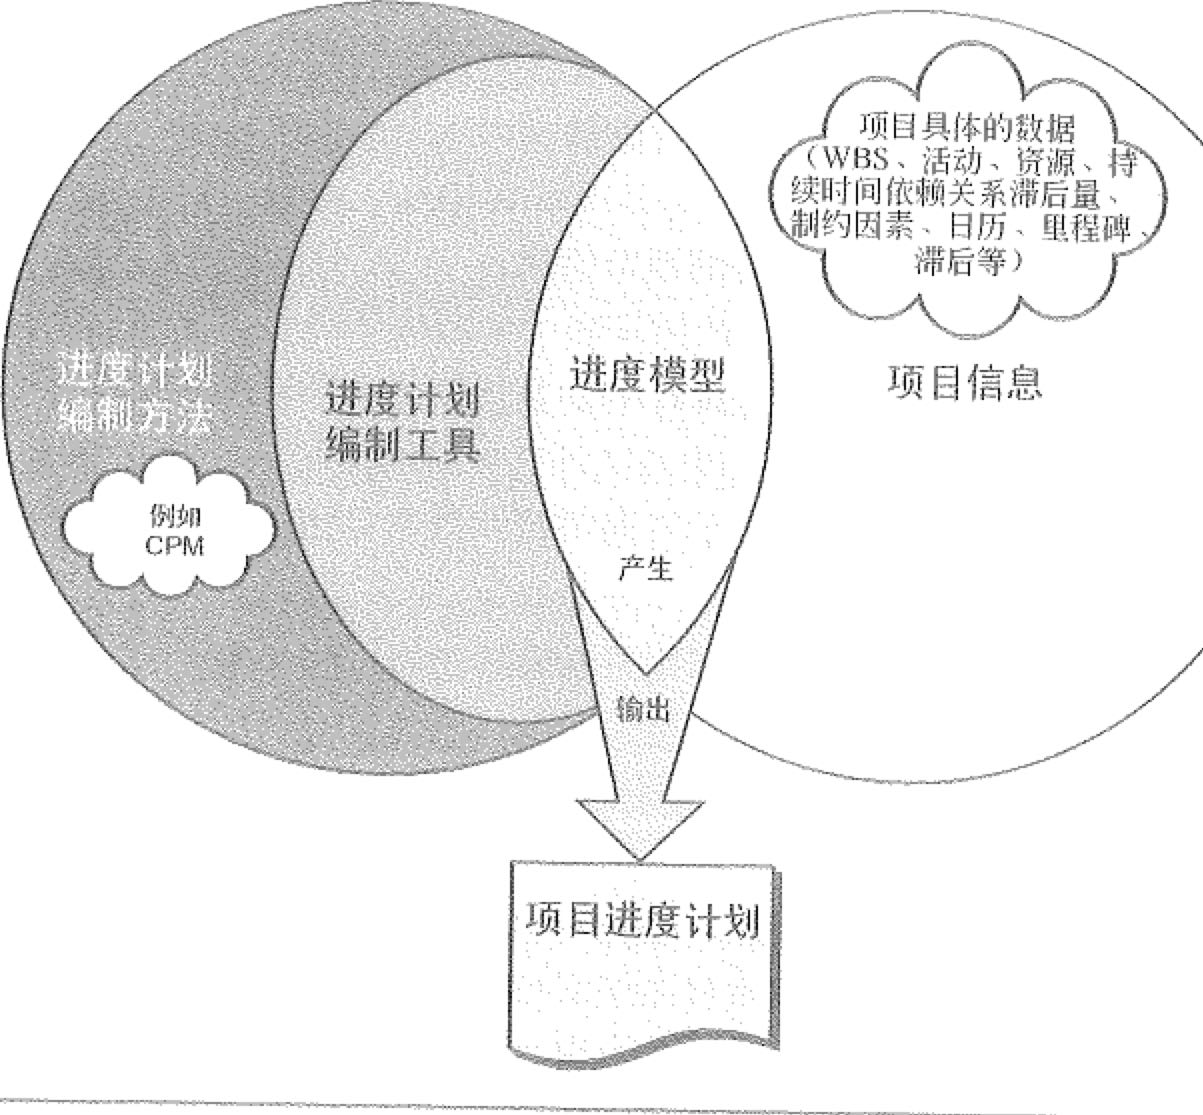 项目具体的数据
（WBS、活动、资源、持
续时间依赖关系滞后量、
制约因素、日历、里程碑、
滞后等）
进度计划
编制方法
进度计划
编制工具
进度模型
项目信息
例如
CPM
产生
输出
项目进度计划